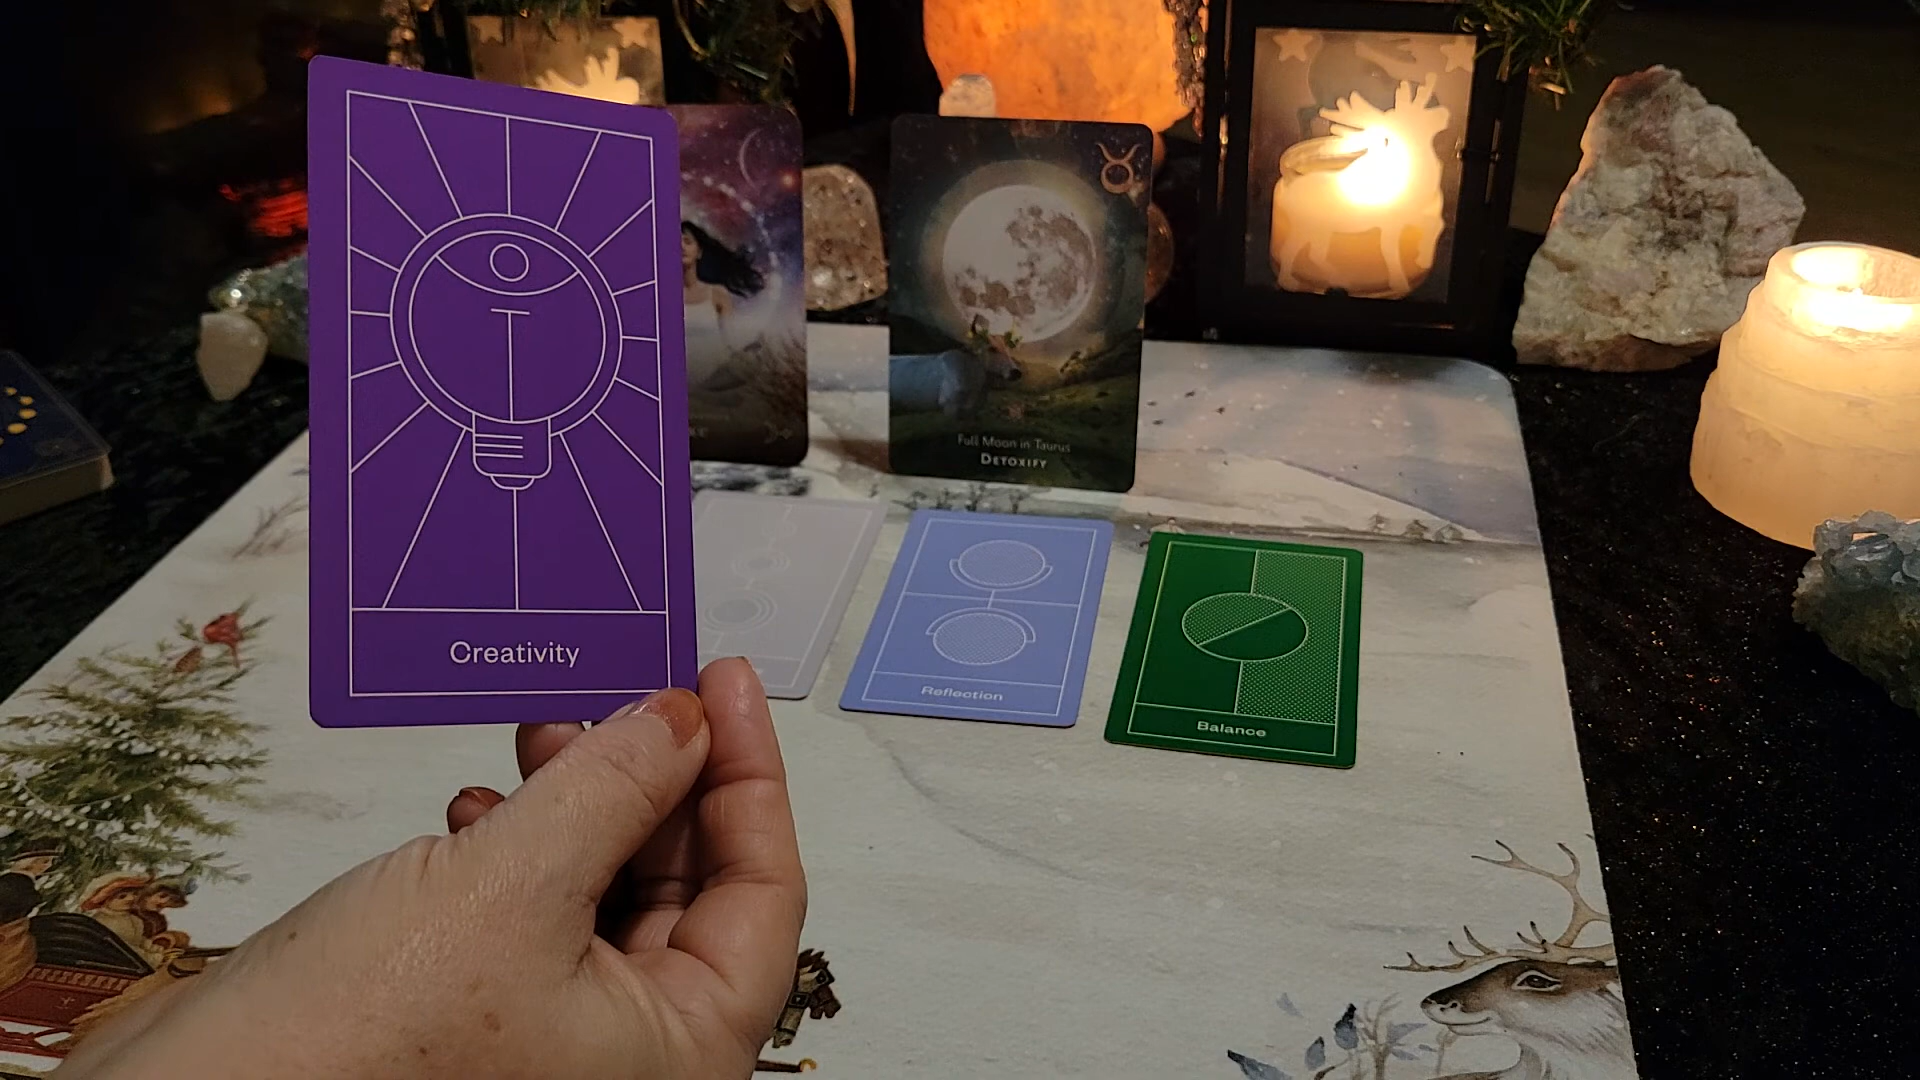 Creativity
Full Moon in Taurus
DETOXIFY
Reflection
Balance